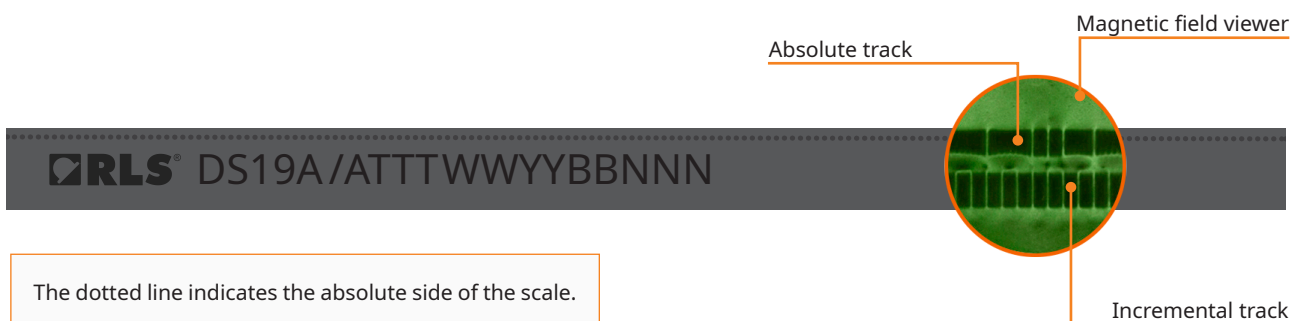 Magnetic field viewer
Absolute track
RLS® DS19A/ATTTWWYYBBNNN
The dotted line indicates the absolute side of the scale.
Incremental track